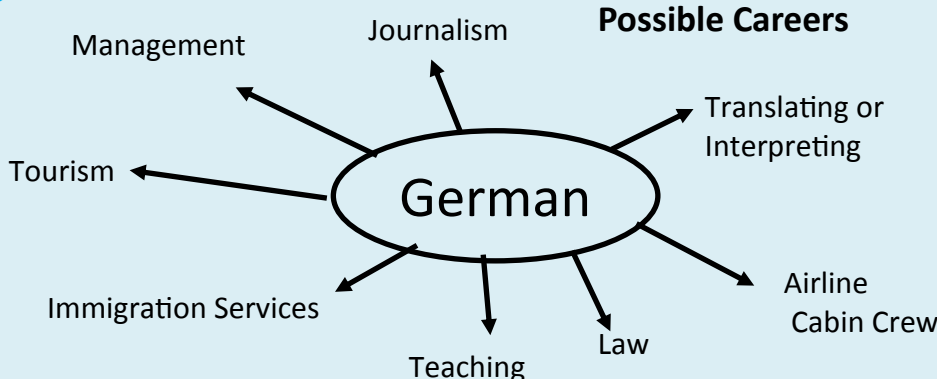 Possible Careers
Journalism
Management
Translating or
Interpreting
Tourism
German
Airline
Cabin Crew
Immigration Services
Law
Teaching